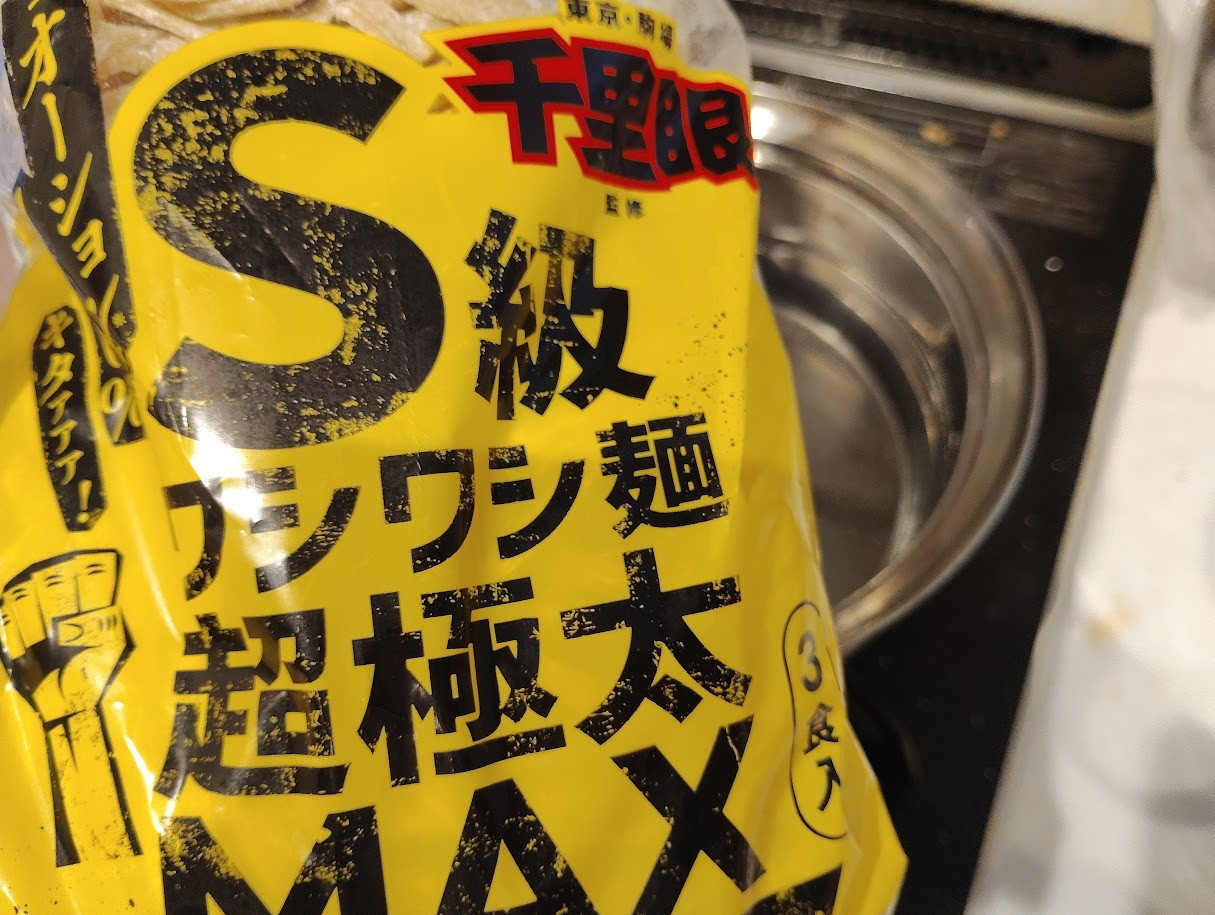 東京・駒場
千里眼
監修
S級
ワシワシ麺
超極太
MAX
3食入
オーション
キタァァァ!